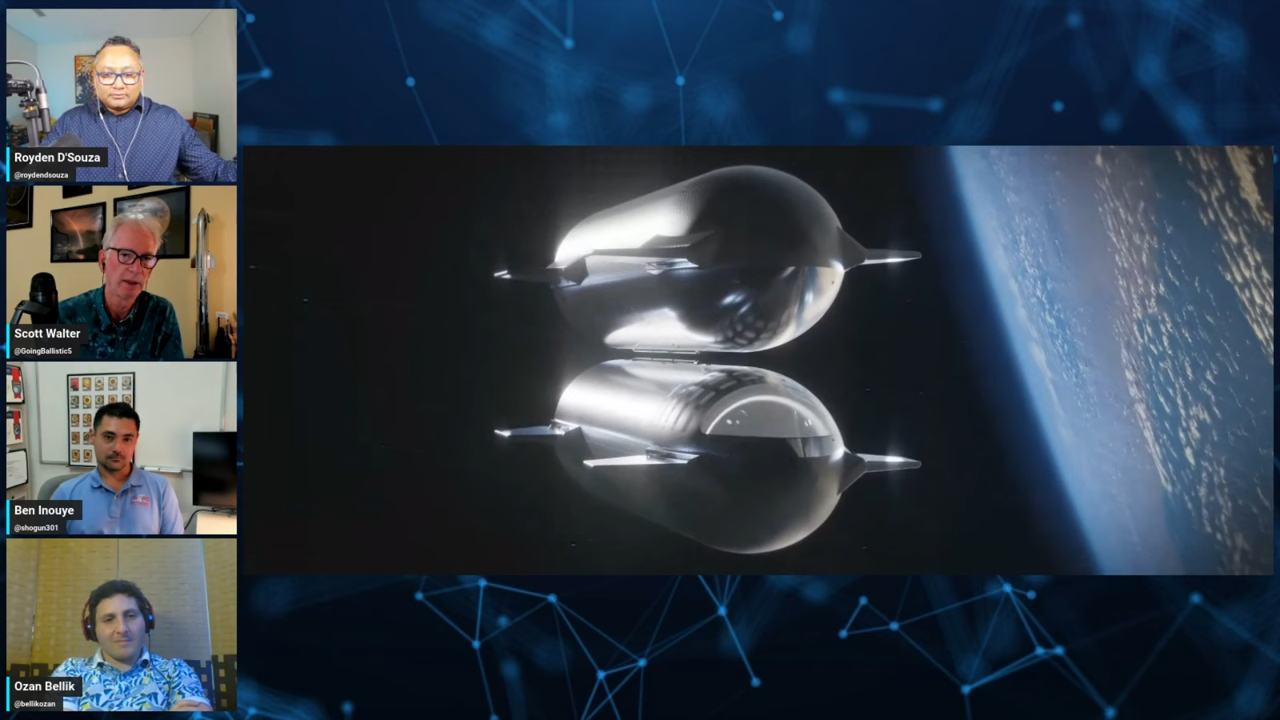 Royden D'Souza
@roydendsouza
Scott Walter
@GoingBallistic5
Ben Inouye
@shogun301
Ozan Bellik
@bellikozan